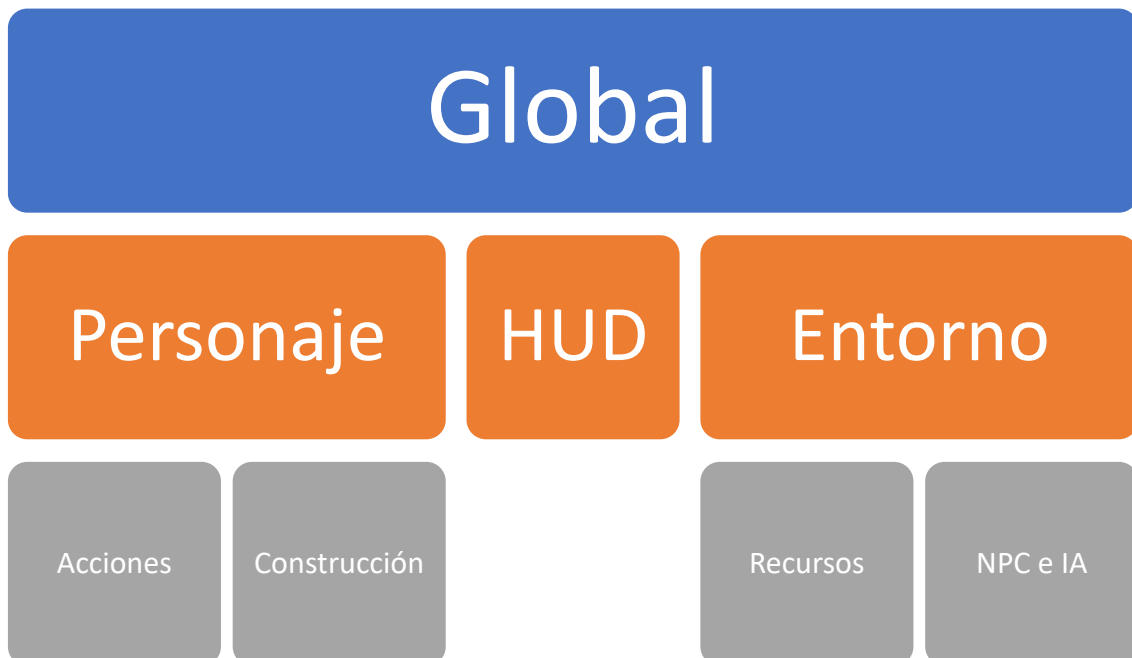 Global
Personaje
HUD
Entorno
Acciones
Construcción
Recursos
NPC e IA